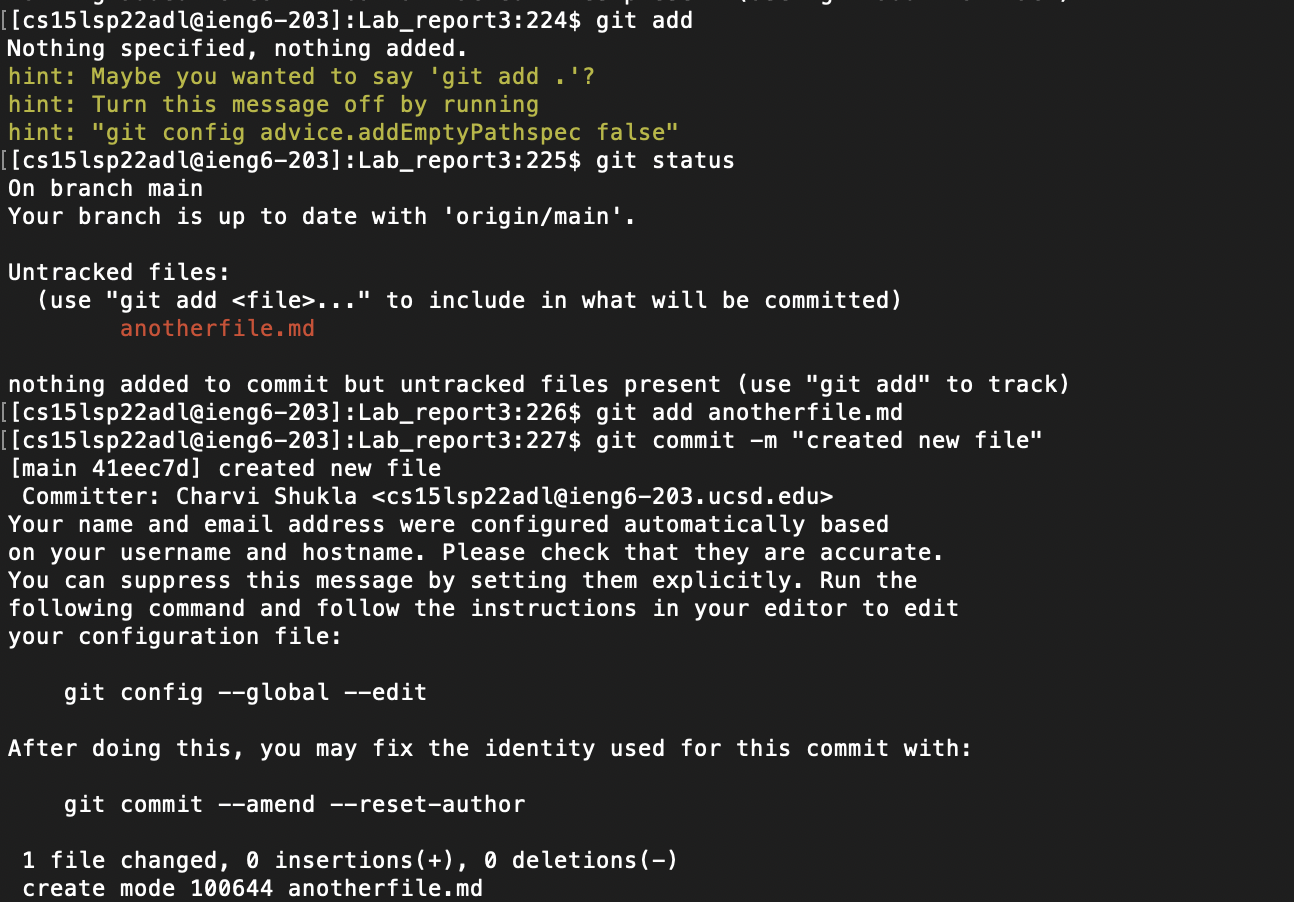 [[cs15lsp22adl@ieng6-203]:Lab_report3:224$ git add
Nothing specified, nothing added.
hint: Maybe you wanted to say 'git add .'?
hint: Turn this message off by running
hint: "git config advice.addEmptyPathspec false"
[[cs15lsp22adl@ieng6-203]:Lab_report3:225$ git status
On branch main
Your branch is up to date with 'origin/main'.

Untracked files:
  (use "git add <file>..." to include in what will be committed)
        anotherfile.md

nothing added to commit but untracked files present (use "git add" to track)
[[cs15lsp22adl@ieng6-203]:Lab_report3:226$ git add anotherfile.md
[[cs15lsp22adl@ieng6-203]:Lab_report3:227$ git commit -m "created new file"
[main 41eec7d] created new file
 Committer: Charvi Shukla <cs15lsp22adl@ieng6-203.ucsd.edu>
Your name and email address were configured automatically based
on your username and hostname. Please check that they are accurate.
You can suppress this message by setting them explicitly. Run the
following command and follow the instructions in your editor to edit
your configuration file:

    git config --global --edit

After doing this, you may fix the identity used for this commit with:

    git commit --amend --reset-author

 1 file changed, 0 insertions(+), 0 deletions(-)
 create mode 100644 anotherfile.md